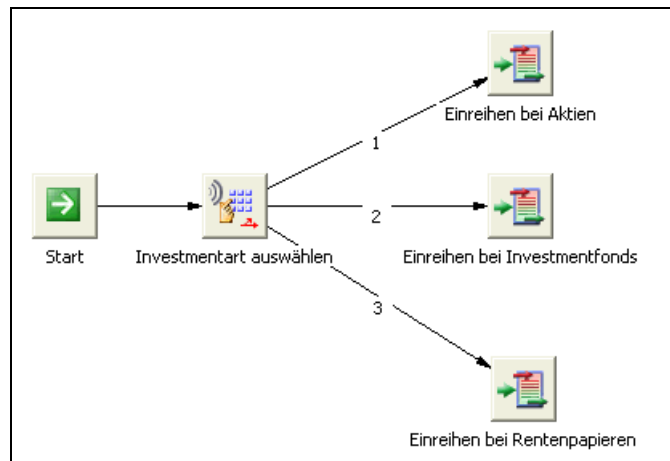 Einreihen bei Aktien
1
Start
Investmentart auswählen
2
Einreihen bei Investmentfonds
3
Einreihen bei Rentenpapieren